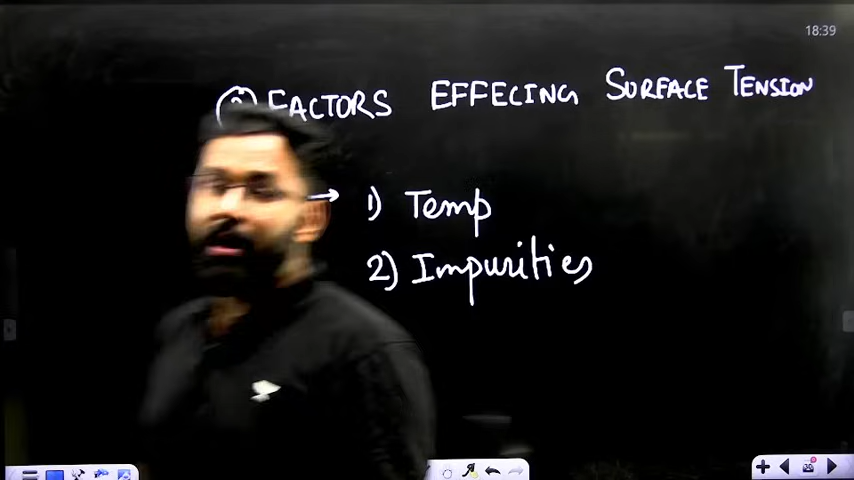 18:39
FACTORS EFFECING SURFACE TENSION
→ 1) Temp
2) Impurities